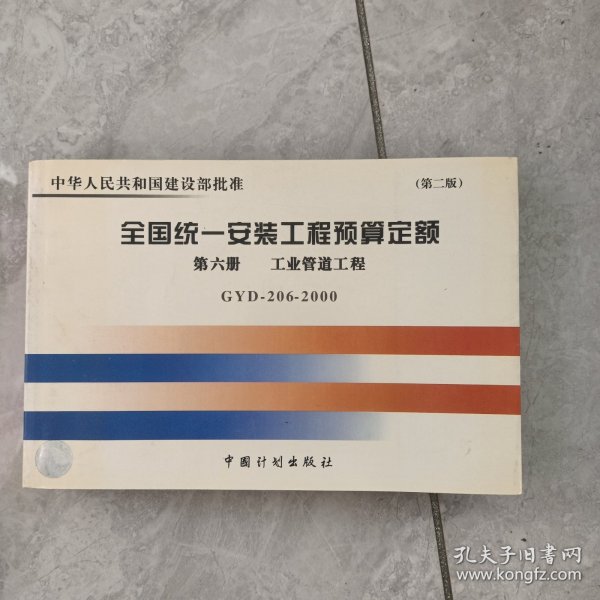 中华人民共和国建设部批准 (第二版)
全国统一安装工程预算定额
第六册 工业管道工程
GYD-206-2000
中国计划出版社
孔夫子旧书网
www.kongfz.com